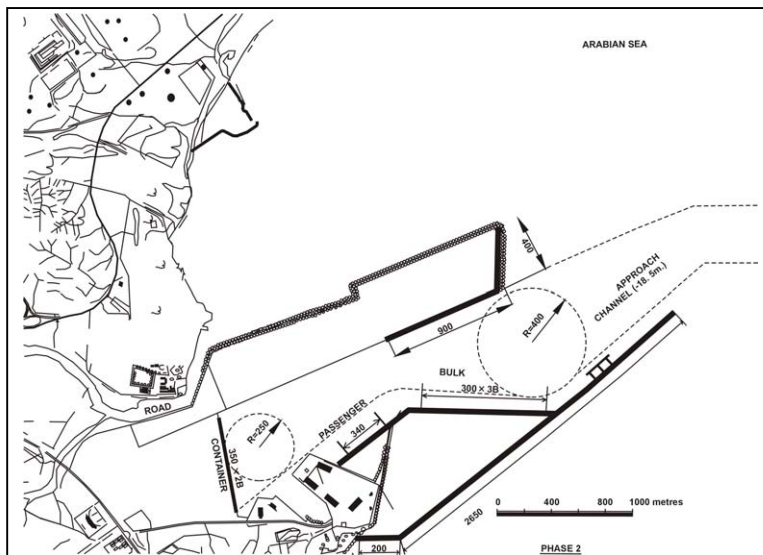 ARABIAN SEA
400
APPROACH
CHANNEL (-18. 5m.)
900
R=400
BULK
300 × 3B
ROAD
PASSENGER
340
R=250
CONTAINER
350 × 2B
0 400 800 1000 metres
2650
200
PHASE 2